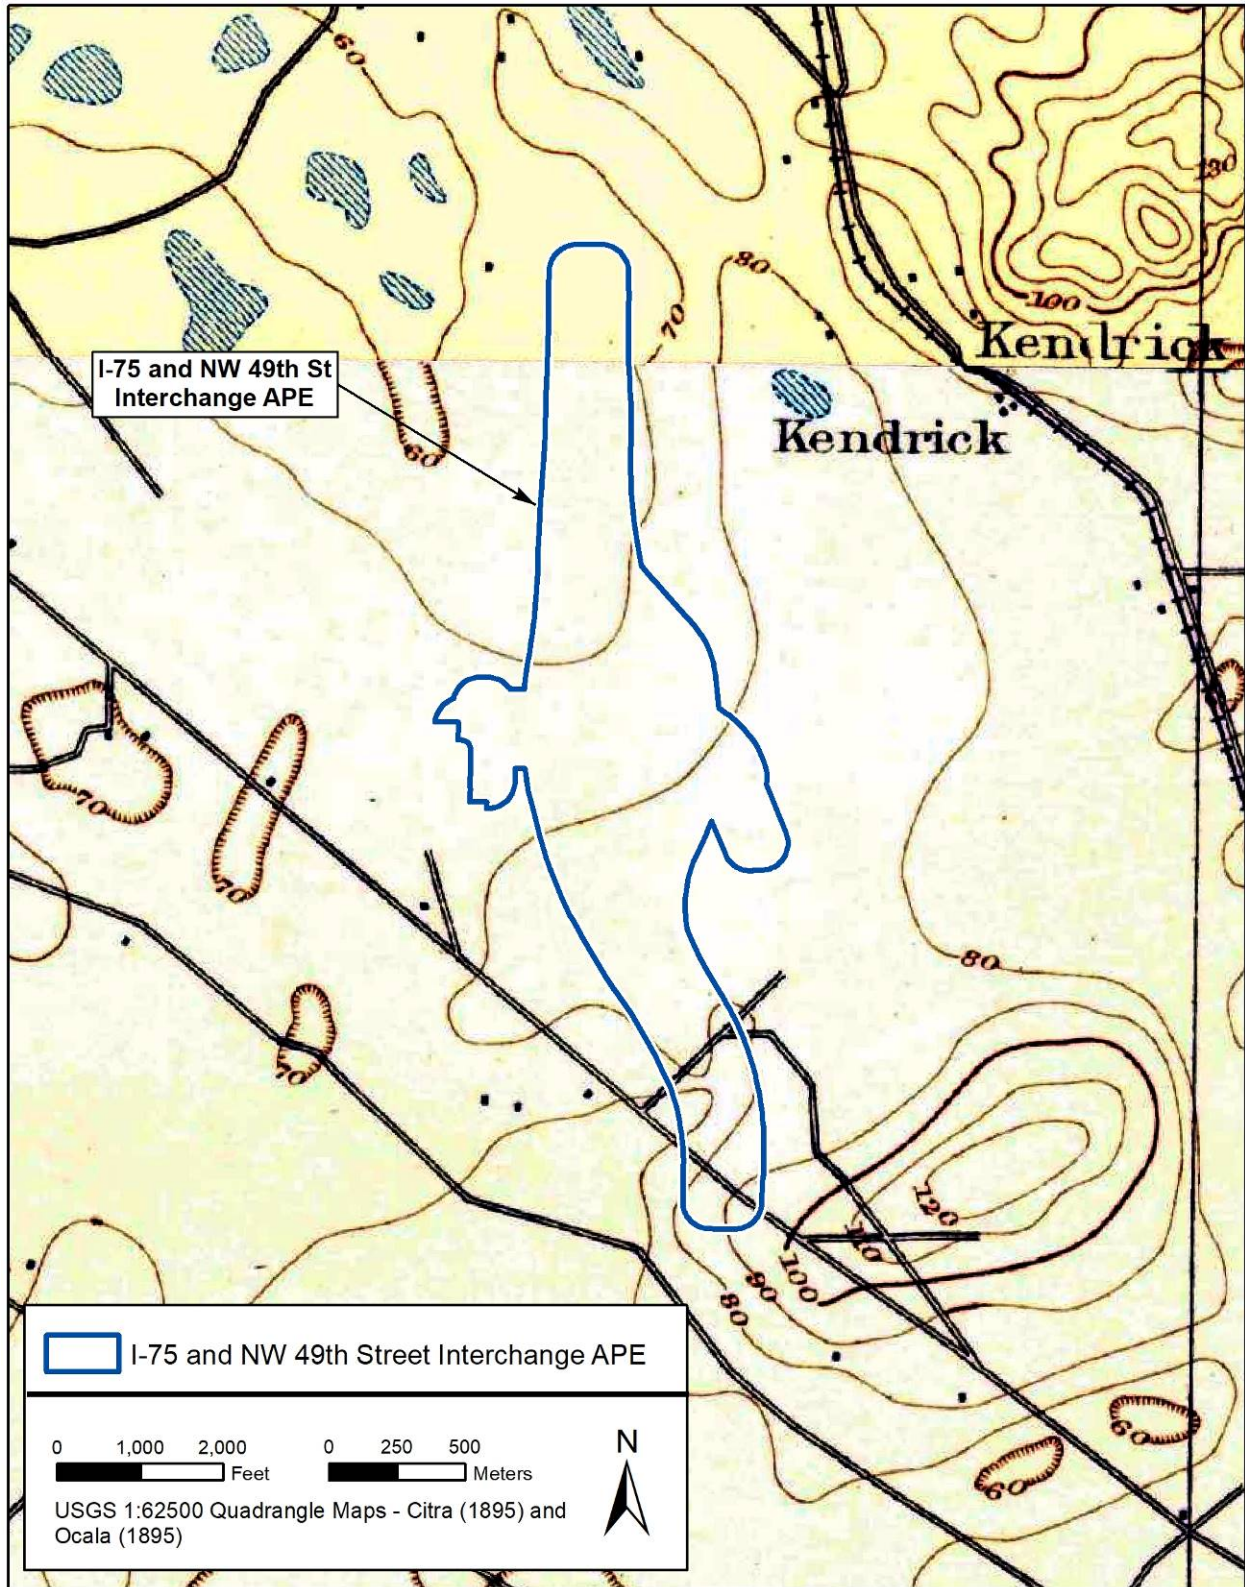 60
130
80
100
70
Kendrick
I-75 and NW 49th St
Interchange APE
Kendrick
60
70
70
80
70
120
110
100
90
80
60
60
I-75 and NW 49th Street Interchange APE
0 1,000 2,000
Feet
0 250 500
Meters
N
USGS 1:62500 Quadrangle Maps - Citra (1895) and
Ocala (1895)